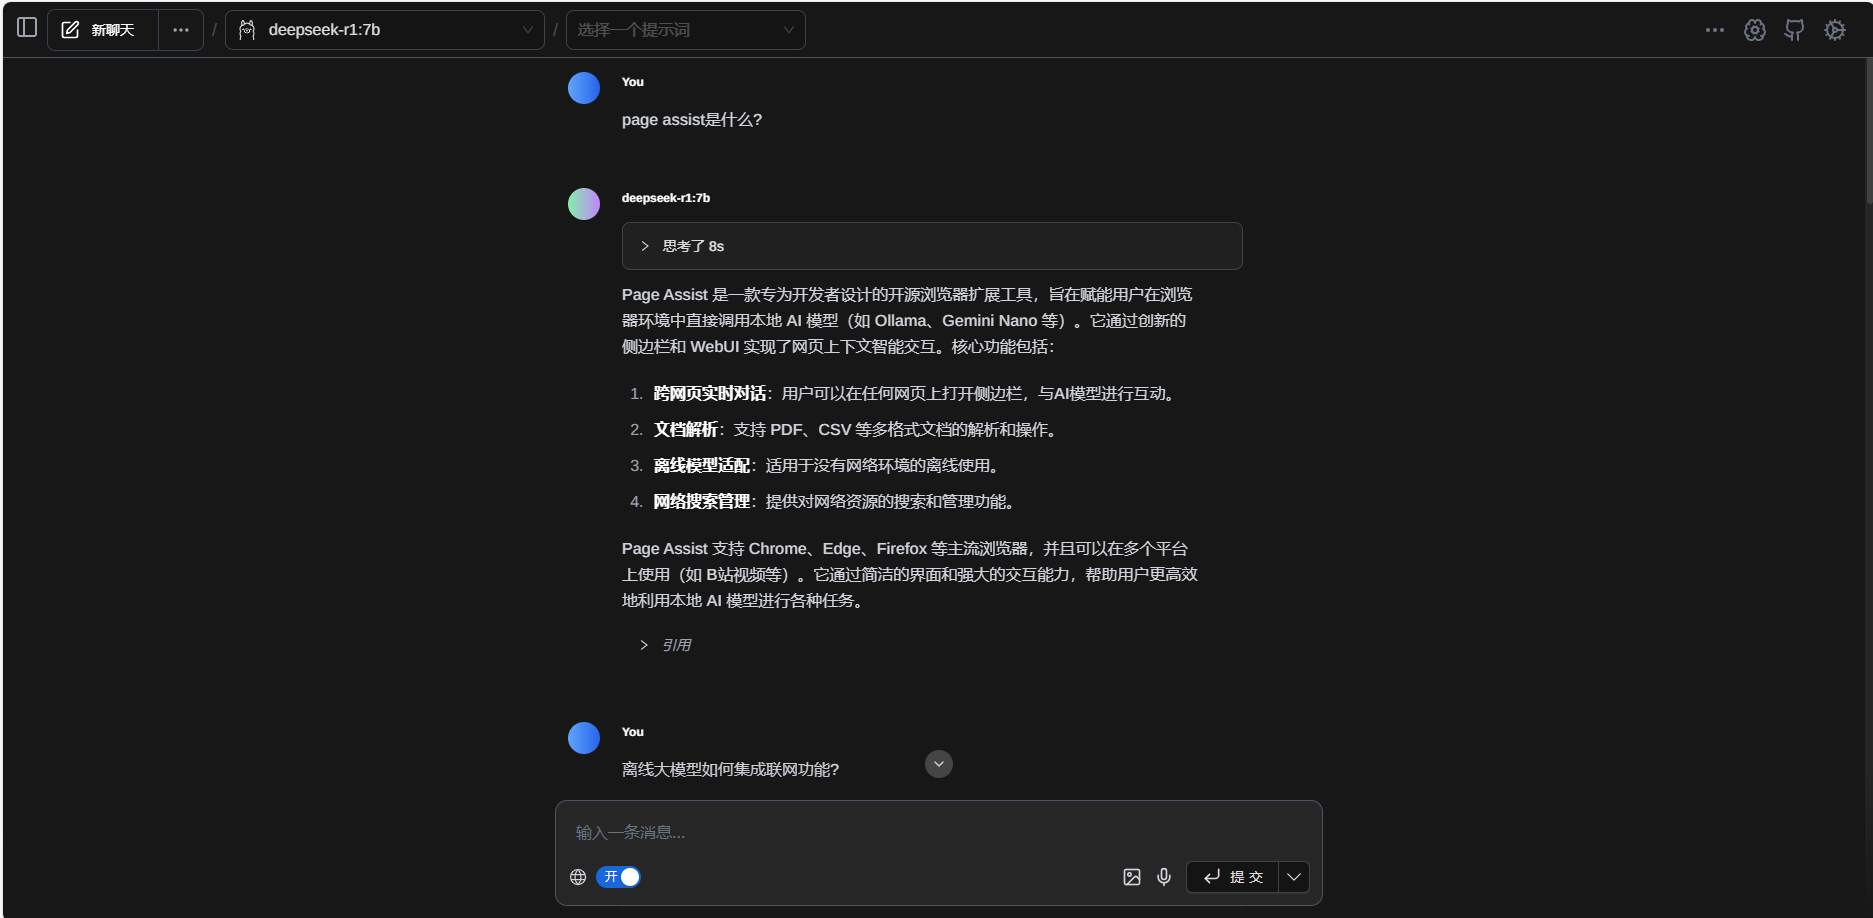 新聊天
/
deepseek-r1:7b
/
选择一个提示词
You
page assist是什么?
deepseek-r1:7b
思考了 8s
Page Assist 是一款专为开发者设计的开源浏览器扩展工具，旨在赋能用户在浏览
器环境中直接调用本地 AI 模型（如 Ollama、Gemini Nano 等）。它通过创新的
侧边栏和 WebUI 实现了网页上下文智能交互。核心功能包括：
1. 跨网页实时对话：用户可以在任何网页上打开侧边栏，与AI模型进行互动。
2. 文档解析：支持 PDF、CSV 等多格式文档的解析和操作。
3. 离线模型适配：适用于没有网络环境的离线使用。
4. 网络搜索管理：提供对网络资源的搜索和管理功能。
Page Assist 支持 Chrome、Edge、Firefox 等主流浏览器，并且可以在多个平台
上使用（如 B站视频等）。它通过简洁的界面和强大的交互能力，帮助用户更高效
地利用本地 AI 模型进行各种任务。
引用
You
离线大模型如何集成联网功能?
输入一条消息...
开
提 交